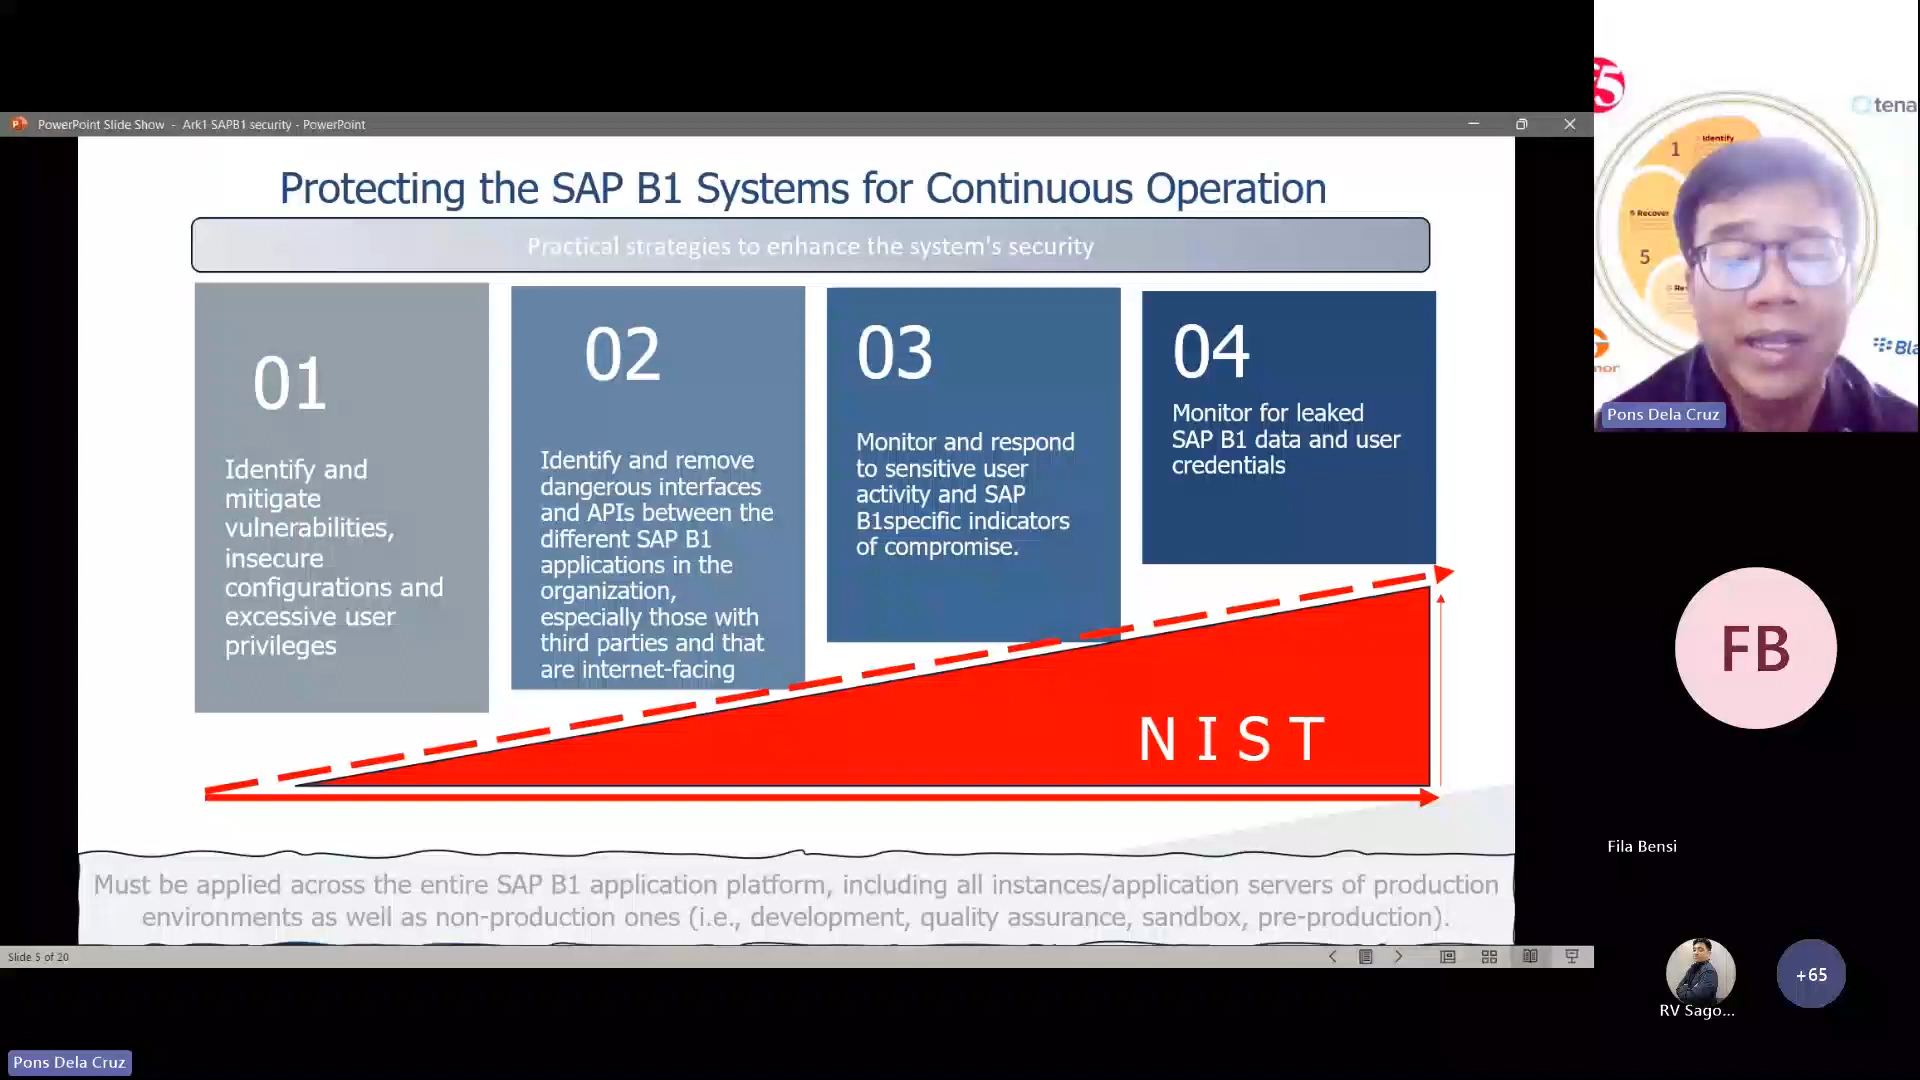 PowerPoint Slide Show - Ark1 SAPB1 security - PowerPoint
Protecting the SAP B1 Systems for Continuous Operation
Practical strategies to enhance the system's security
01
Identify and
mitigate
vulnerabilities,
insecure
configurations and
excessive user
privileges
02
Identify and remove
dangerous interfaces
and APIs between the
different SAP B1
applications in the
organization,
especially those with
third parties and that
are internet-facing
03
Monitor and respond
to sensitive user
activity and SAP
B1specific indicators
of compromise.
04
Monitor for leaked
SAP B1 data and user
credentials
N I S T
Must be applied across the entire SAP B1 application platform, including all instances/application servers of production
environments as well as non-production ones (i.e., development, quality assurance, sandbox, pre-production).
Slide 5 of 20
Pons Dela Cruz
5
tena
1
Identify
Recover
5
Bla
Pons Dela Cruz
FB
Fila Bensi
RV Sago...
+65